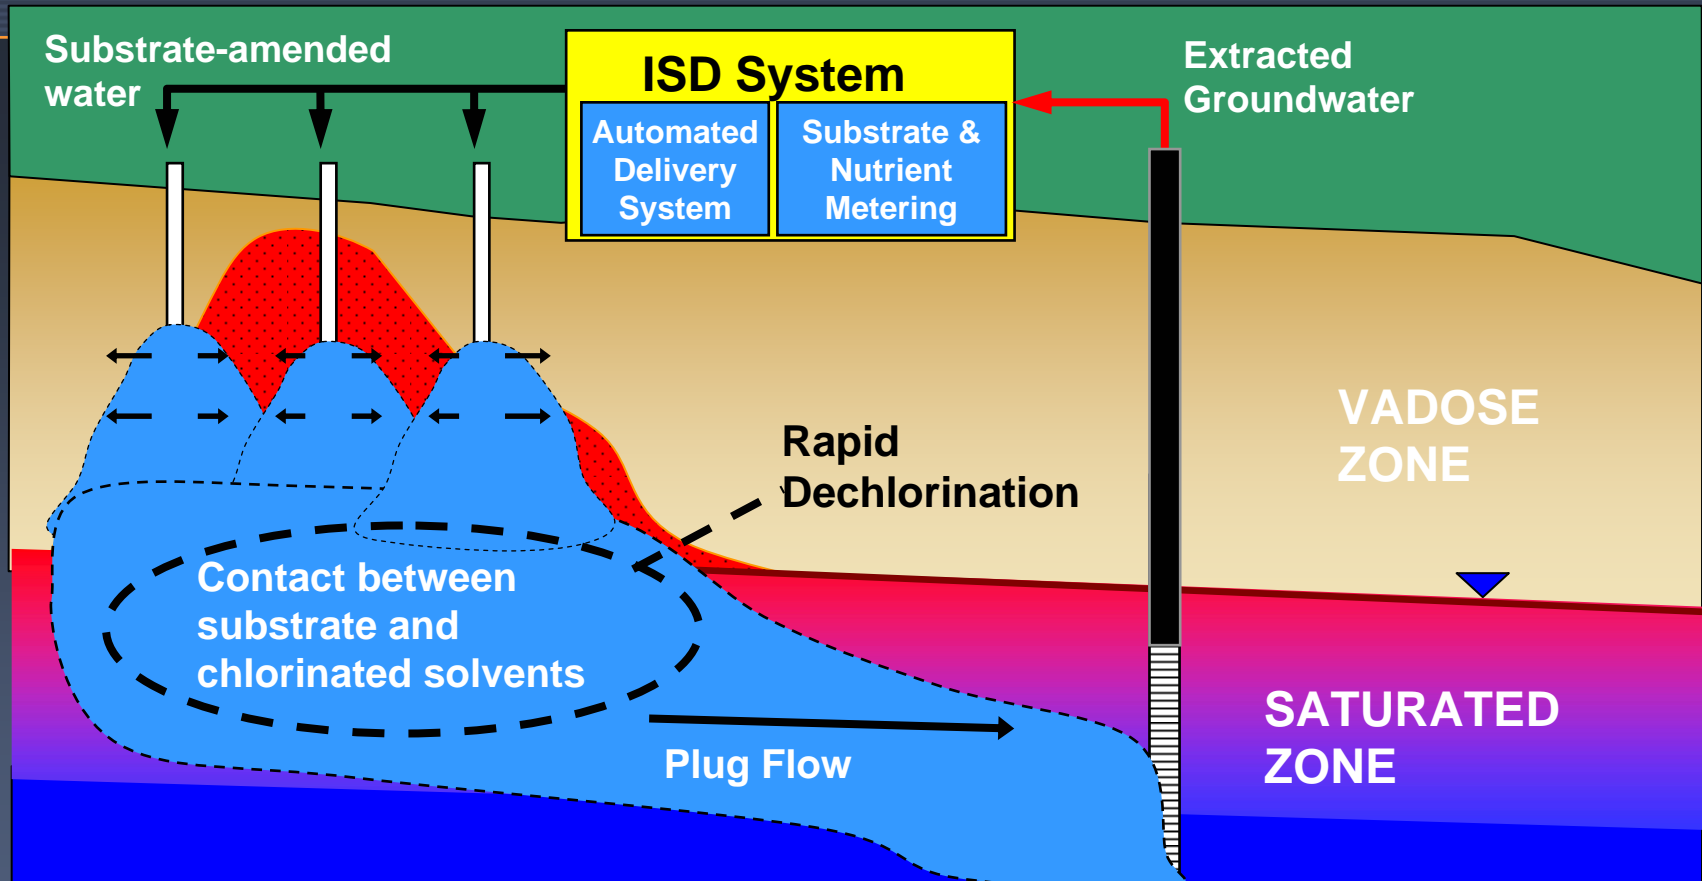 Substrate-amended
water
ISD System
Automated
Delivery
System
Substrate &
Nutrient
Metering
Extracted
Groundwater
VADOSE
ZONE
Rapid
Dechlorination
Contact between
substrate and
chlorinated solvents
Plug Flow
SATURATED
ZONE